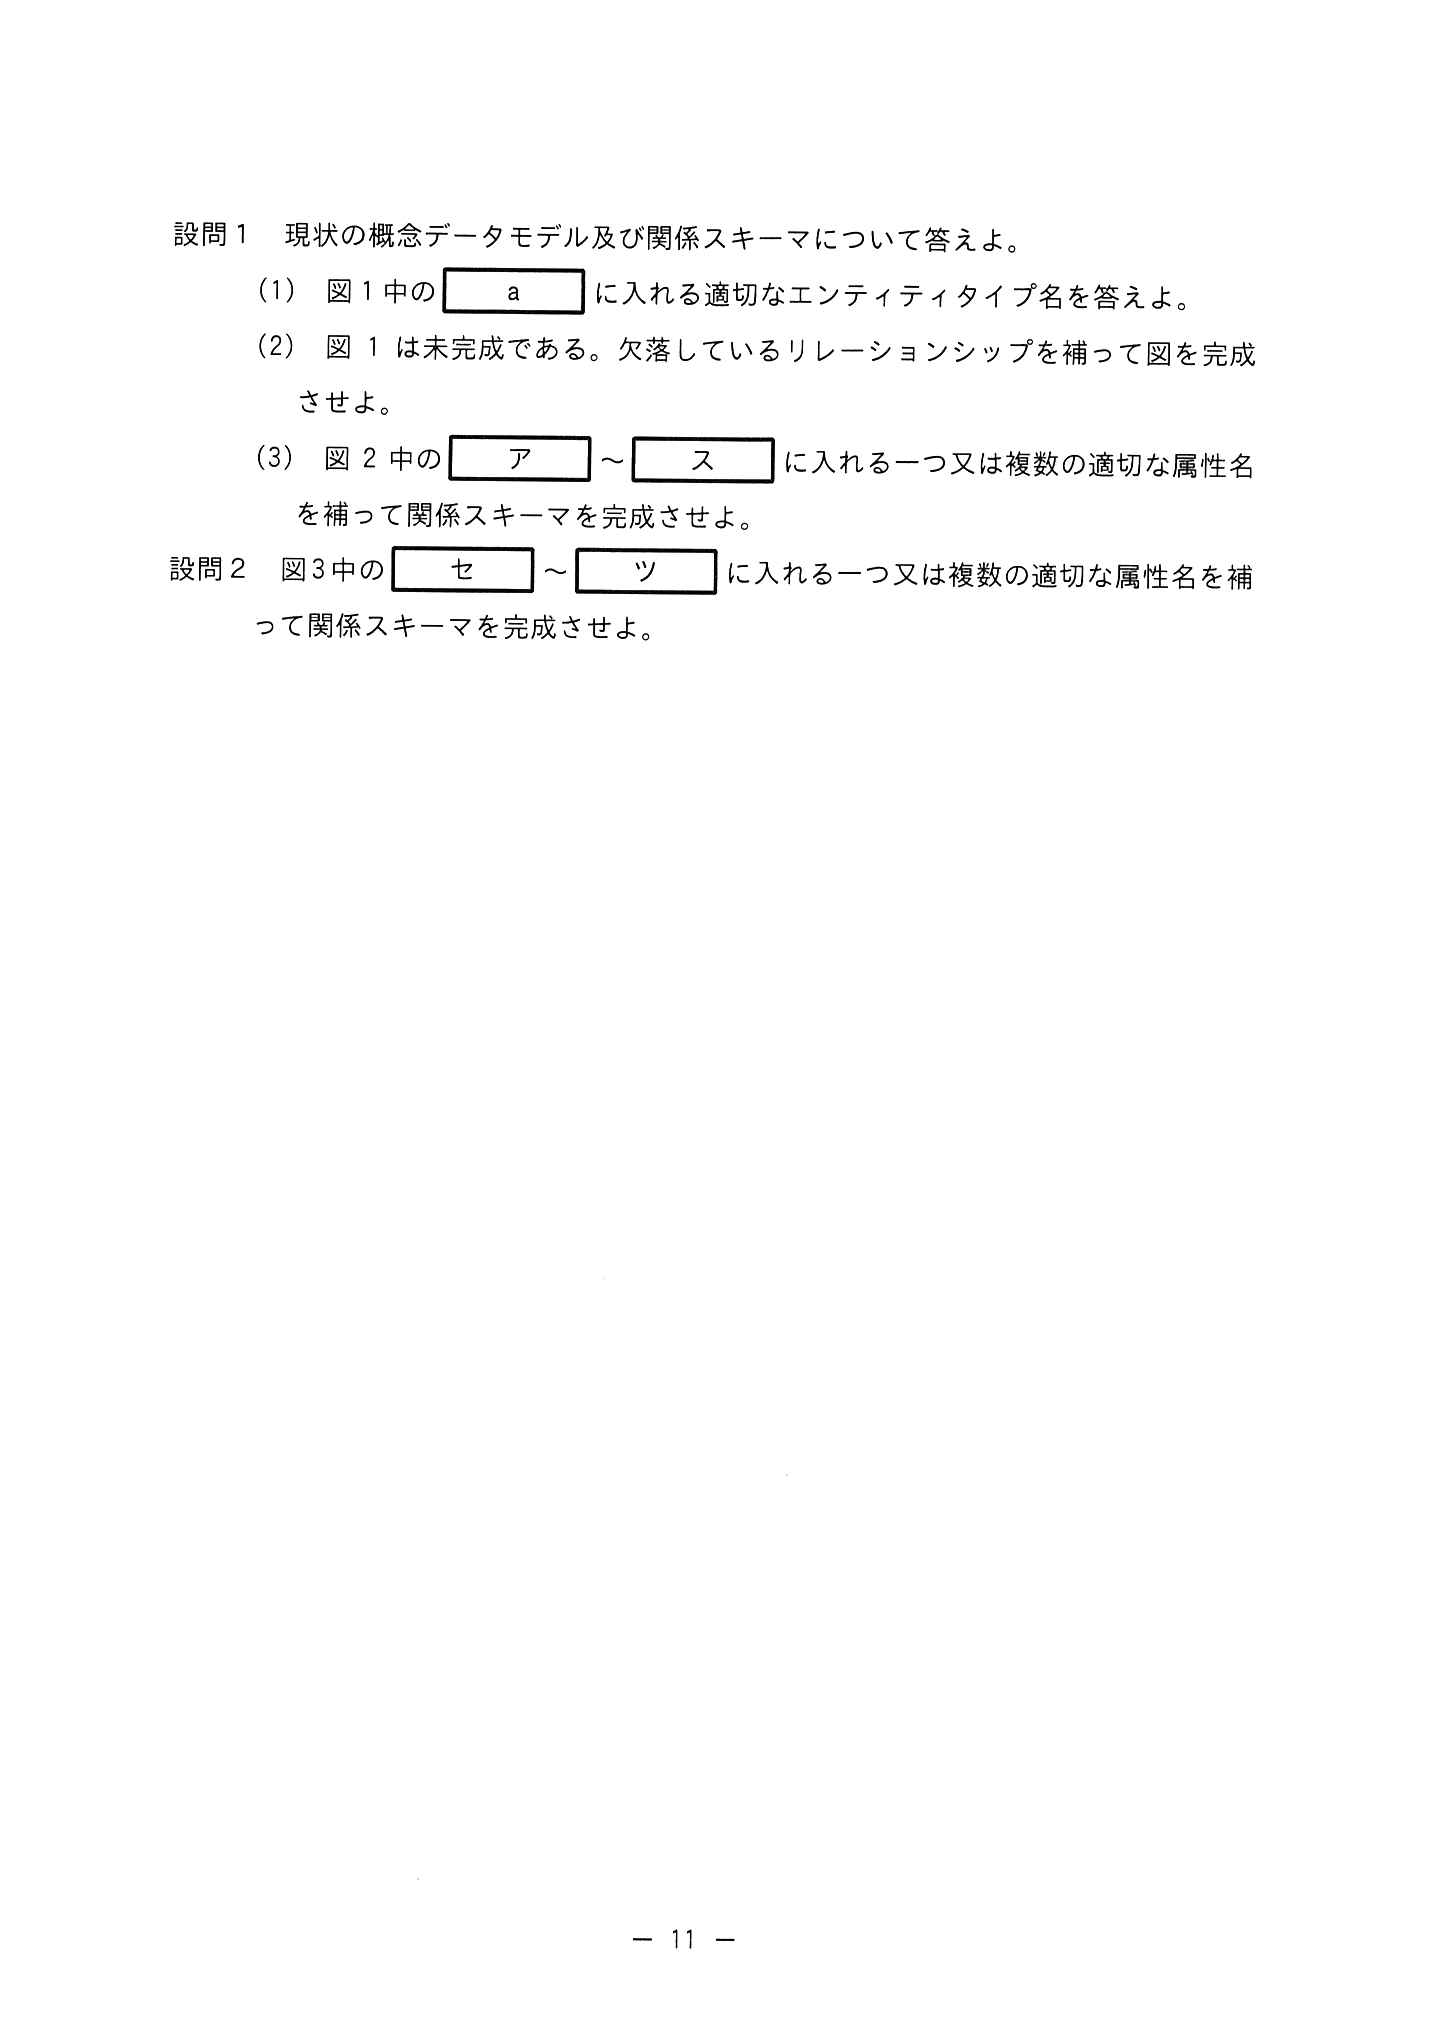 設問1 現状の概念データモデル及び関係スキーマについて答えよ。
(1) 図1中の a に入れる適切なエンティティタイプ名を答えよ。
(2) 図 1 は未完成である。欠落しているリレーションシップを補って図を完成
させよ。
(3) 図 2 中の ア ～ ス に入れる一つ又は複数の適切な属性名
を補って関係スキーマを完成させよ。
設問2 図3中の セ ～ ツ に入れる一つ又は複数の適切な属性名を補
って関係スキーマを完成させよ。
－ 11 －